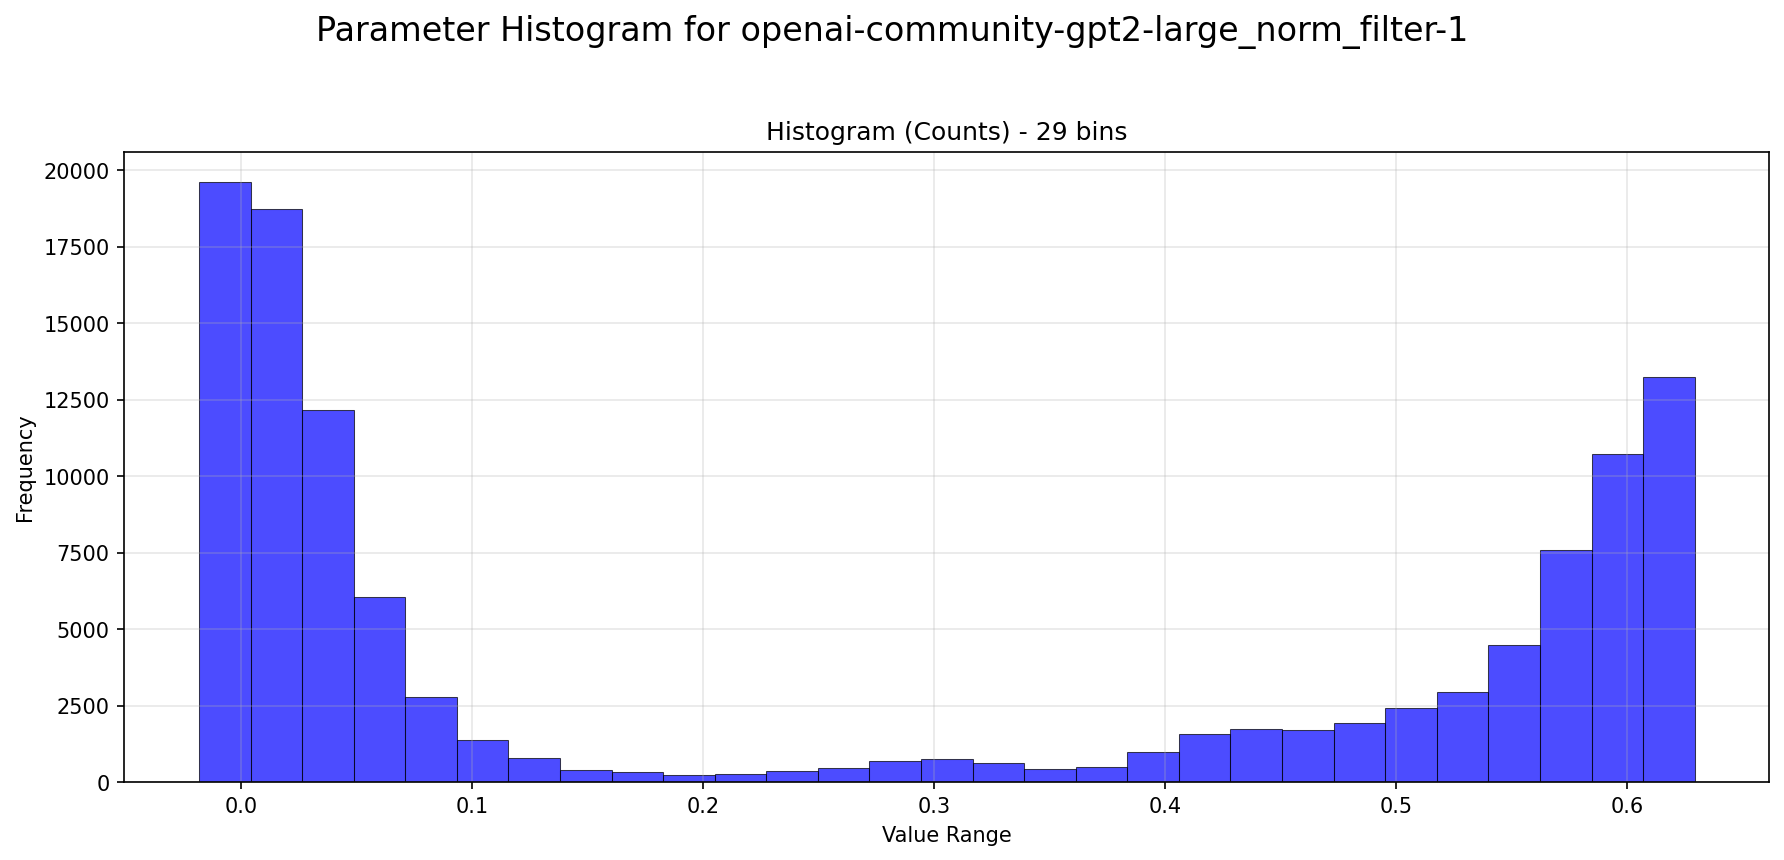 Parameter Histogram for openai-community-gpt2-large_norm_filter-1
Histogram (Counts) - 29 bins
20000
17500
15000
12500
10000
7500
5000
2500
0
Frequency
0.0 0.1 0.2 0.3 0.4 0.5 0.6
Value Range